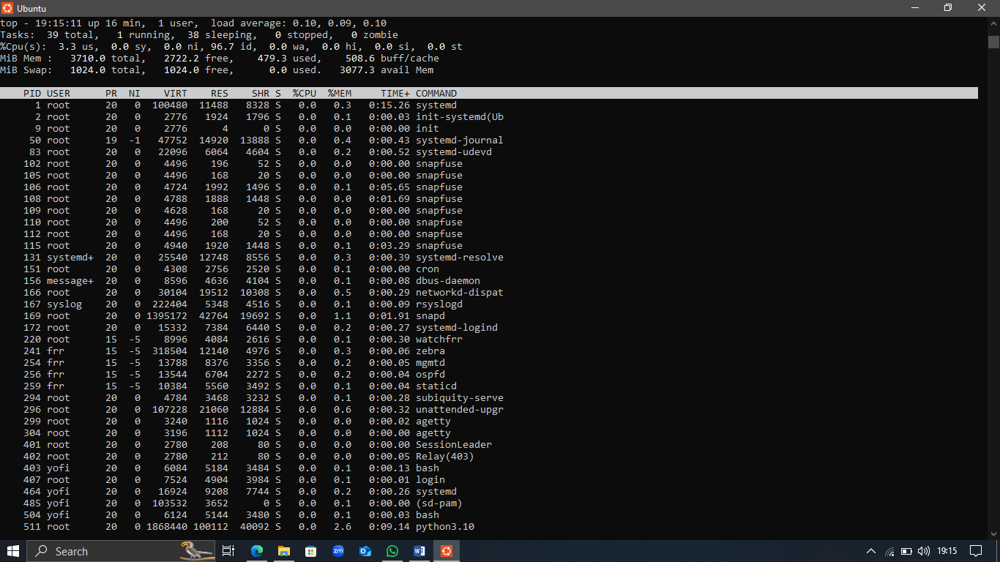 Ubuntu
top - 19:15:11 up 16 min,  1 user,  load average: 0.10, 0.09, 0.10
Tasks:  39 total,   1 running,  38 sleeping,   0 stopped,   0 zombie
%Cpu(s):  3.3 us,  0.0 sy,  0.0 ni, 96.7 id,  0.0 wa,  0.0 hi,  0.0 si,  0.0 st
MiB Mem :   3710.0 total,   2722.2 free,    479.3 used,    508.6 buff/cache
MiB Swap:   1024.0 total,   1024.0 free,      0.0 used.   3077.3 avail Mem
PID USER      PR  NI    VIRT    RES    SHR S  %CPU  %MEM     TIME+ COMMAND
1 root      20   0  100480  11488   8328 S   0.0   0.3   0:15.26 systemd
2 root      20   0    2776   1924   1796 S   0.0   0.1   0:00.03 init-systemd(Ub
9 root      20   0    2776      4      0 S   0.0   0.0   0:00.00 init
50 root      19  -1   47752  14920  13888 S   0.0   0.4   0:00.43 systemd-journal
83 root      20   0   22096   6064   4604 S   0.0   0.2   0:00.52 systemd-udevd
102 root      20   0    4496    196     52 S   0.0   0.0   0:00.00 snapfuse
105 root      20   0    4496    168     20 S   0.0   0.0   0:00.00 snapfuse
106 root      20   0    4724   1992   1496 S   0.0   0.1   0:05.65 snapfuse
108 root      20   0    4788   1888   1448 S   0.0   0.0   0:01.69 snapfuse
109 root      20   0    4628    168     20 S   0.0   0.0   0:00.00 snapfuse
110 root      20   0    4496    200     52 S   0.0   0.0   0:00.00 snapfuse
112 root      20   0    4496    168     20 S   0.0   0.0   0:00.00 snapfuse
115 root      20   0    4940   1920   1448 S   0.0   0.1   0:03.29 snapfuse
131 systemd+  20   0   25540  12748   8556 S   0.0   0.3   0:00.39 systemd-resolve
151 root      20   0    4308   2756   2520 S   0.0   0.1   0:00.00 cron
156 message+  20   0    8596   4636   4104 S   0.0   0.1   0:00.08 dbus-daemon
166 root      20   0   30104  19512  10308 S   0.0   0.5   0:00.29 networkd-dispat
167 syslog    20   0  222404   5348   4516 S   0.0   0.1   0:00.09 rsyslogd
169 root      20   0 1395172  42764  19692 S   0.0   1.1   0:01.91 snapd
172 root      20   0   15332   7384   6440 S   0.0   0.2   0:00.27 systemd-logind
220 root      15  -5    8996   4084   2616 S   0.0   0.1   0:00.30 watchfrr
241 frr       15  -5  318504  12140   4976 S   0.0   0.3   0:00.06 zebra
254 frr       15  -5   13788   8376   3356 S   0.0   0.2   0:00.05 mgmtd
256 frr       15  -5   13544   6704   2272 S   0.0   0.2   0:00.04 ospfd
259 frr       15  -5   10384   5560   3492 S   0.0   0.1   0:00.04 staticd
294 root      20   0    4784   3468   3232 S   0.0   0.1   0:00.28 subiquity-serve
296 root      20   0  107228  21060  12884 S   0.0   0.6   0:00.32 unattended-upgr
299 root      20   0    3240   1116   1024 S   0.0   0.0   0:00.02 agetty
304 root      20   0    3196   1112   1024 S   0.0   0.0   0:00.00 agetty
401 root      20   0    2780    208     80 S   0.0   0.0   0:00.00 SessionLeader
402 root      20   0    2780    212     80 S   0.0   0.0   0:00.05 Relay(403)
403 yofi      20   0    6084   5184   3484 S   0.0   0.1   0:00.13 bash
407 root      20   0    7524   4904   3984 S   0.0   0.1   0:00.01 login
464 yofi      20   0   16924   9208   7744 S   0.0   0.2   0:00.26 systemd
485 yofi      20   0  103532   3652      0 S   0.0   0.1   0:00.00 (sd-pam)
504 yofi      20   0    6124   5144   3480 S   0.0   0.1   0:00.03 bash
511 root      20   0 1868440 100112  40092 S   0.0   2.6   0:09.14 python3.10
Search
zm
19:15